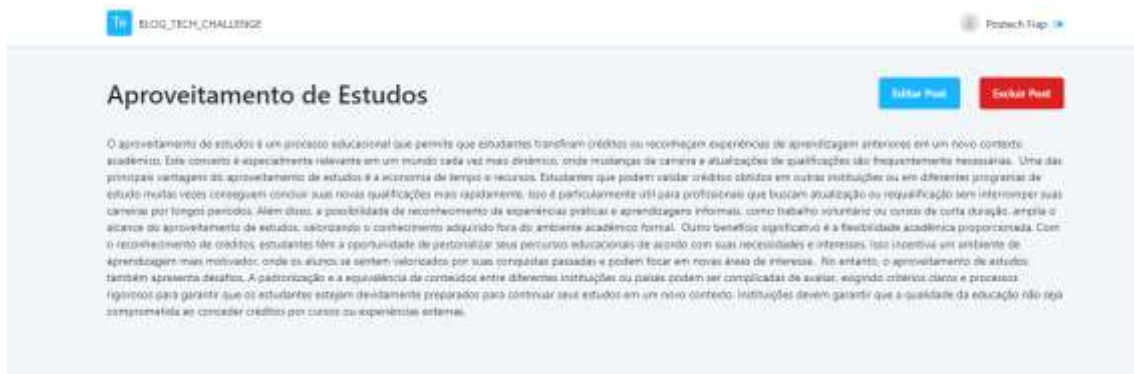 Te BLOG_TECH_CHALLENGE
Postech Fiap
Aproveitamento de Estudos
Editar Post
Excluir Post
O aproveitamento de estudos é um processo educacional que permite que estudantes transfiram créditos ou reconheçam experiências de aprendizagem anteriores em um novo contexto
acadêmico. Este conceito é especialmente relevante em um mundo cada vez mais dinâmico, onde mudanças de carreira e atualizações de qualificações são frequentemente necessárias. Uma das
principais vantagens do aproveitamento de estudos é a economia de tempo e recursos. Estudantes que podem validar créditos obtidos em outras instituições ou em diferentes programas de
estudo muitas vezes conseguem concluir suas novas qualificações mais rapidamente. Isso é particularmente útil para profissionais que buscam atualização ou requalificação sem interromper suas
carreiras por longos períodos. Além disso, a possibilidade de reconhecimento de experiências práticas e aprendizagens informais, como trabalho voluntário ou cursos de curta duração, amplia o
alcance do aproveitamento de estudos, valorizando o conhecimento adquirido fora do ambiente acadêmico formal. Outro benefício significativo é a flexibilidade acadêmica proporcionada. Com
o reconhecimento de créditos, estudantes têm a oportunidade de personalizar seus percursos educacionais de acordo com suas necessidades e interesses. Isso incentiva um ambiente de
aprendizagem mais motivador, onde os alunos se sentem valorizados por suas conquistas passadas e podem focar em novas áreas de interesse. No entanto, o aproveitamento de estudos
também apresenta desafios. A padronização e a equivalência de conteúdos entre diferentes instituições ou países podem ser complicadas de avaliar, exigindo critérios claros e processos
rigorosos para garantir que os estudantes estejam devidamente preparados para continuar seus estudos em um novo contexto. Instituições devem garantir que a qualidade da educação não seja
comprometida ao conceder créditos por cursos ou experiências externas.